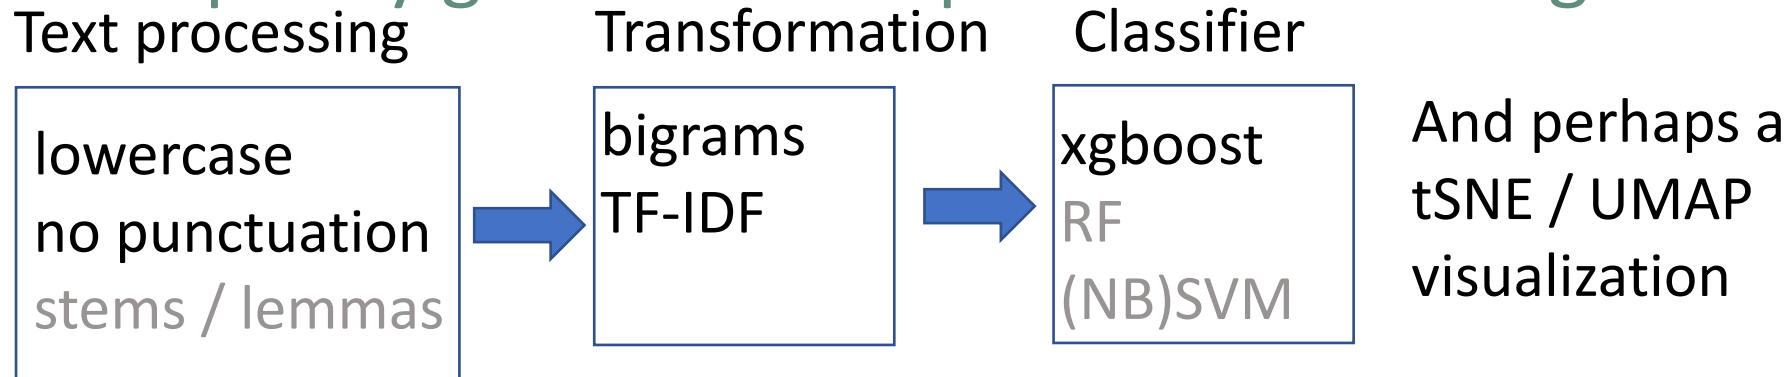 Text processing
Transformation
Classifier
lowercase
no punctuation
stems / lemmas
bigrams
TF-IDF
xgboost
RF
(NB)SVM
And perhaps a
tSNE / UMAP
visualization